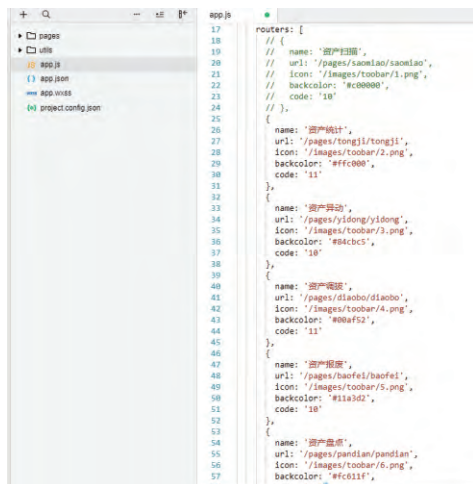 pages
utils
app.js
app.json
app.wxss
project.config.json
app.js
17 routers: [
18 // {
19 // name: '资产扫描',
20 // url: '/pages/saomiao/saomiao',
21 // icon: '/images/toobar/1.png',
22 // backcolor: '#c00000',
23 // code: '10'
24 // },
25 {
26 name: '资产统计',
27 url: '/pages/tongji/tongji',
28 icon: '/images/toobar/2.png',
29 backcolor: '#ffc000',
30 code: '11'
31 },
32 {
33 name: '资产异动',
34 url: '/pages/yidong/yidong',
35 icon: '/images/toobar/3.png',
36 backcolor: '#84cbc5',
37 code: '10'
38 },
39 {
40 name: '资产调拨',
41 url: '/pages/diaobo/diaobo',
42 icon: '/images/toobar/4.png',
43 backcolor: '#00af52',
44 code: '11'
45 },
46 {
47 name: '资产报废',
48 url: '/pages/baofei/baofei',
49 icon: '/images/toobar/5.png',
50 backcolor: '#11a3d2',
51 code: '10'
52 },
53 {
54 name: '资产盘点',
55 url: '/pages/pandian/pandian',
56 icon: '/images/toobar/6.png',
57 backcolor: '#fc611f',